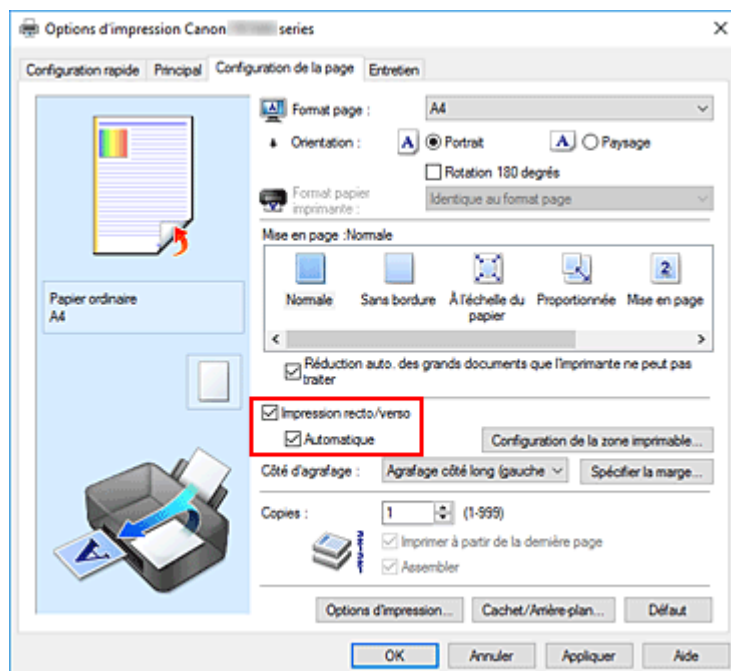 Options d'impression Canon series
Configuration rapide Principal Configuration de la page Entretien
Format page : A4
Orientation : A Portrait A Paysage
Rotation 180 degrés
Format papier imprimante : Identique au format page
Mise en page :Normale
2
Normale Sans bordure À l'échelle du papier Proportionnée Mise en page
Papier ordinaire
A4
Réduction auto. des grands documents que l'imprimante ne peut pas
traiter
Impression recto/verso
Automatique Configuration de la zone imprimable...
Côté d'agrafage : Agrafage côté long (gauche Spécifier la marge...
Copies : 1 (1-999)
Imprimer à partir de la dernière page
Assembler
A
Options d'impression... Cachet/Arrière-plan... Défaut
OK Annuler Appliquer Aide